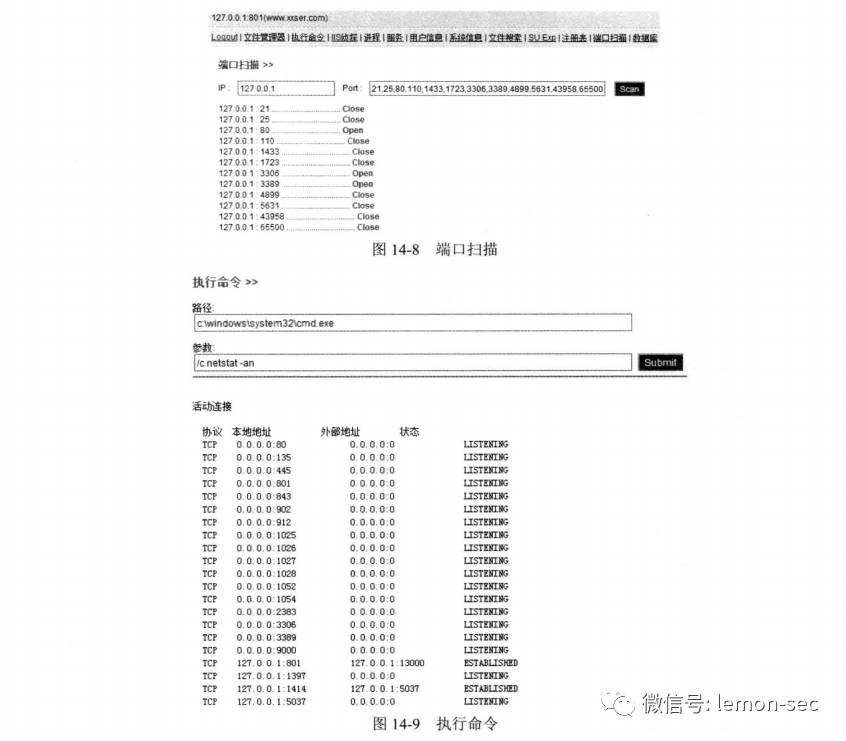 127.0.0.1:801(www.xxser.com)
Logout | 文件管理器 | 执行命令 | IIS侦探 | 进程 | 服务 | 用户信息 | 系统信息 | 文件搜索 | SU Exp | 注册表 | 端口扫描 | 数据库
端口扫描 >>
IP : 127.0.0.1 Port : 21,25,80,110,1433,1723,3306,3389,4899,5631,43958,65500 Scan
127.0.0.1 : 21 ................................ Close
127.0.0.1 : 25 ................................ Close
127.0.0.1 : 80 ................................ Open
127.0.0.1 : 110 ................................ Close
127.0.0.1 : 1433 ................................ Close
127.0.0.1 : 1723 ................................ Close
127.0.0.1 : 3306 ................................ Open
127.0.0.1 : 3389 ................................ Open
127.0.0.1 : 4899 ................................ Close
127.0.0.1 : 5631 ................................ Close
127.0.0.1 : 43958 ................................ Close
127.0.0.1 : 65500 ................................ Close
图 14-8 端口扫描
执行命令 >>
路径:
c:\windows\system32\cmd.exe
参数:
/c netstat -an Submit
活动连接
协议 本地地址 外部地址 状态
TCP 0.0.0.0:80 0.0.0.0:0 LISTENING
TCP 0.0.0.0:135 0.0.0.0:0 LISTENING
TCP 0.0.0.0:445 0.0.0.0:0 LISTENING
TCP 0.0.0.0:801 0.0.0.0:0 LISTENING
TCP 0.0.0.0:843 0.0.0.0:0 LISTENING
TCP 0.0.0.0:902 0.0.0.0:0 LISTENING
TCP 0.0.0.0:912 0.0.0.0:0 LISTENING
TCP 0.0.0.0:1025 0.0.0.0:0 LISTENING
TCP 0.0.0.0:1026 0.0.0.0:0 LISTENING
TCP 0.0.0.0:1027 0.0.0.0:0 LISTENING
TCP 0.0.0.0:1028 0.0.0.0:0 LISTENING
TCP 0.0.0.0:1052 0.0.0.0:0 LISTENING
TCP 0.0.0.0:1054 0.0.0.0:0 LISTENING
TCP 0.0.0.0:2383 0.0.0.0:0 LISTENING
TCP 0.0.0.0:3306 0.0.0.0:0 LISTENING
TCP 0.0.0.0:3389 0.0.0.0:0 LISTENING
TCP 0.0.0.0:9000 0.0.0.0:0 LISTENING
TCP 127.0.0.1:801 127.0.0.1:13000 ESTABLISHED
TCP 127.0.0.1:1397 0.0.0.0:0 LISTENING
TCP 127.0.0.1:1414 127.0.0.1:5037 ESTABLISHED
TCP 127.0.0.1:5037 0.0.0.0:0 LISTENING
图 14-9 执行命令
微信号: lemon-sec